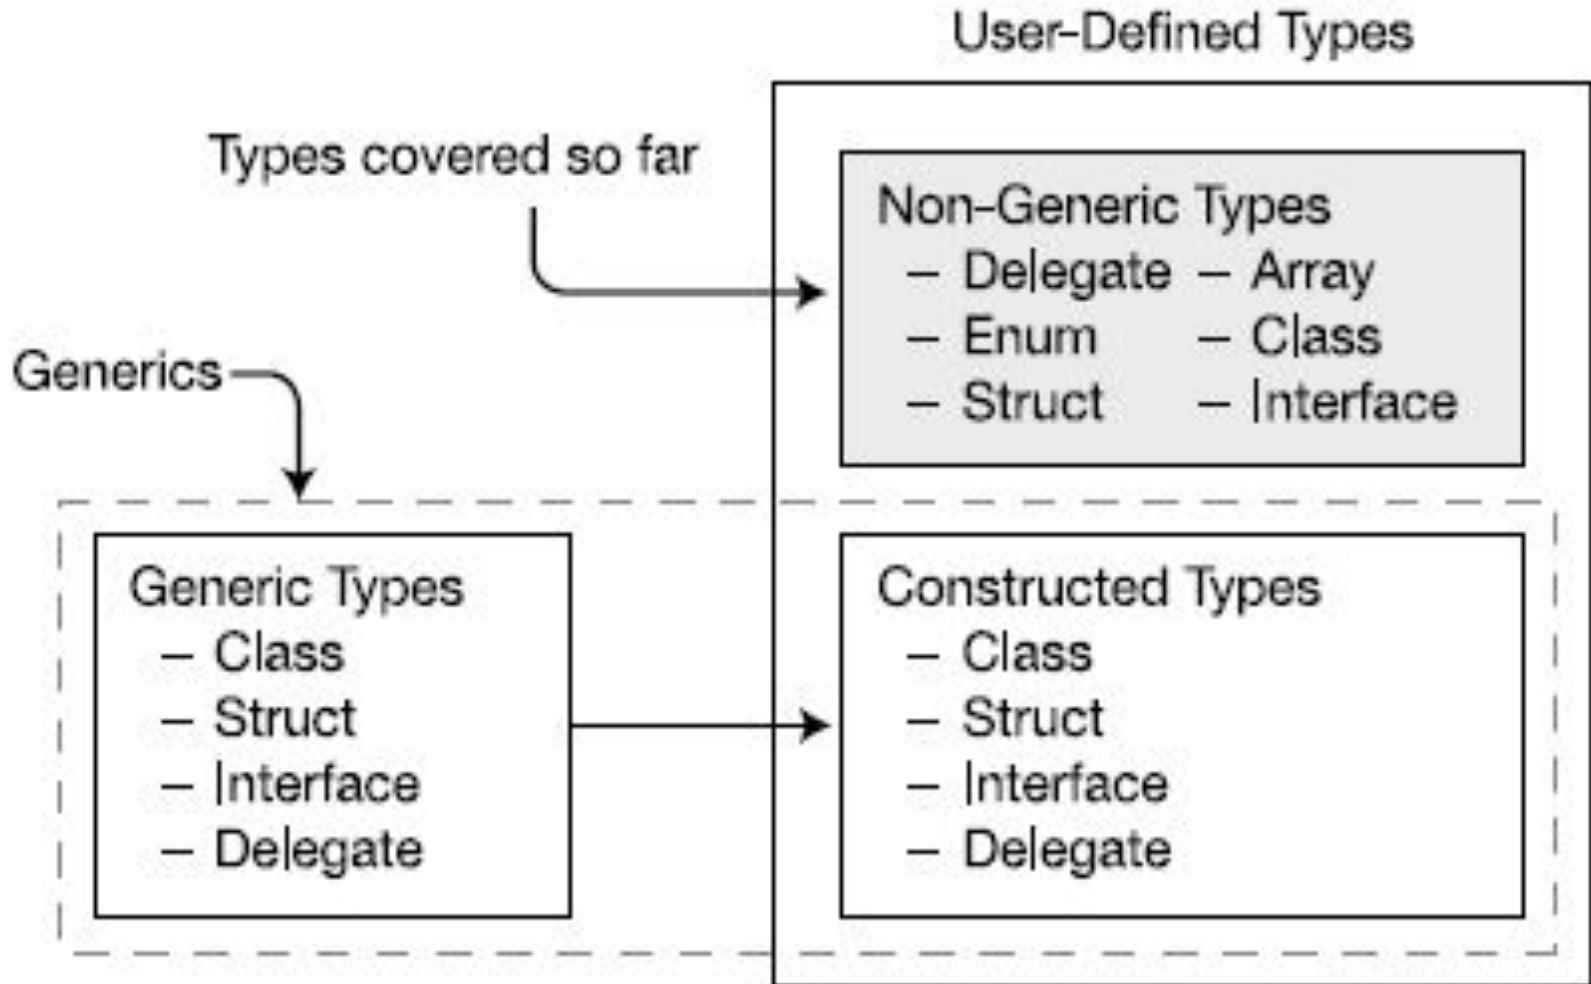 User-Defined Types
Types covered so far
Non-Generic Types
– Delegate – Array
– Enum – Class
– Struct – Interface
Generics
Generic Types
– Class
– Struct
– Interface
– Delegate
Constructed Types
– Class
– Struct
– Interface
– Delegate